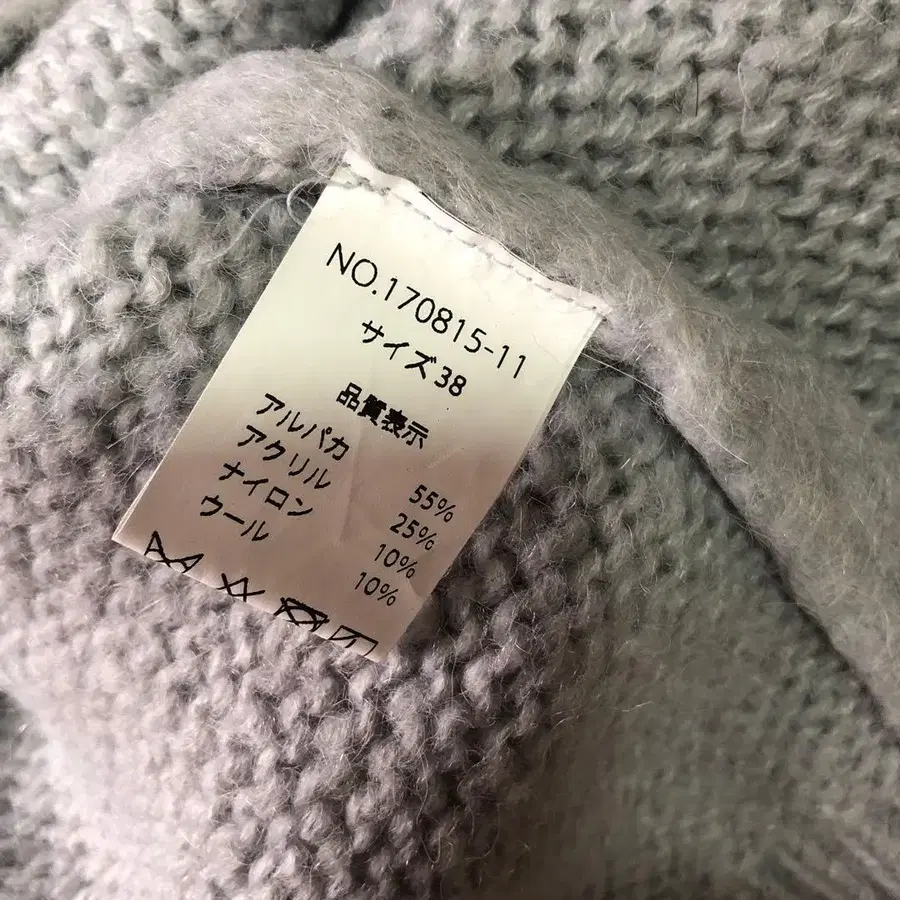 NO.170815-11
サイズ38
品質表示
アルパカ 55%
アクリル 25%
ナイロン 10%
ウール 10%